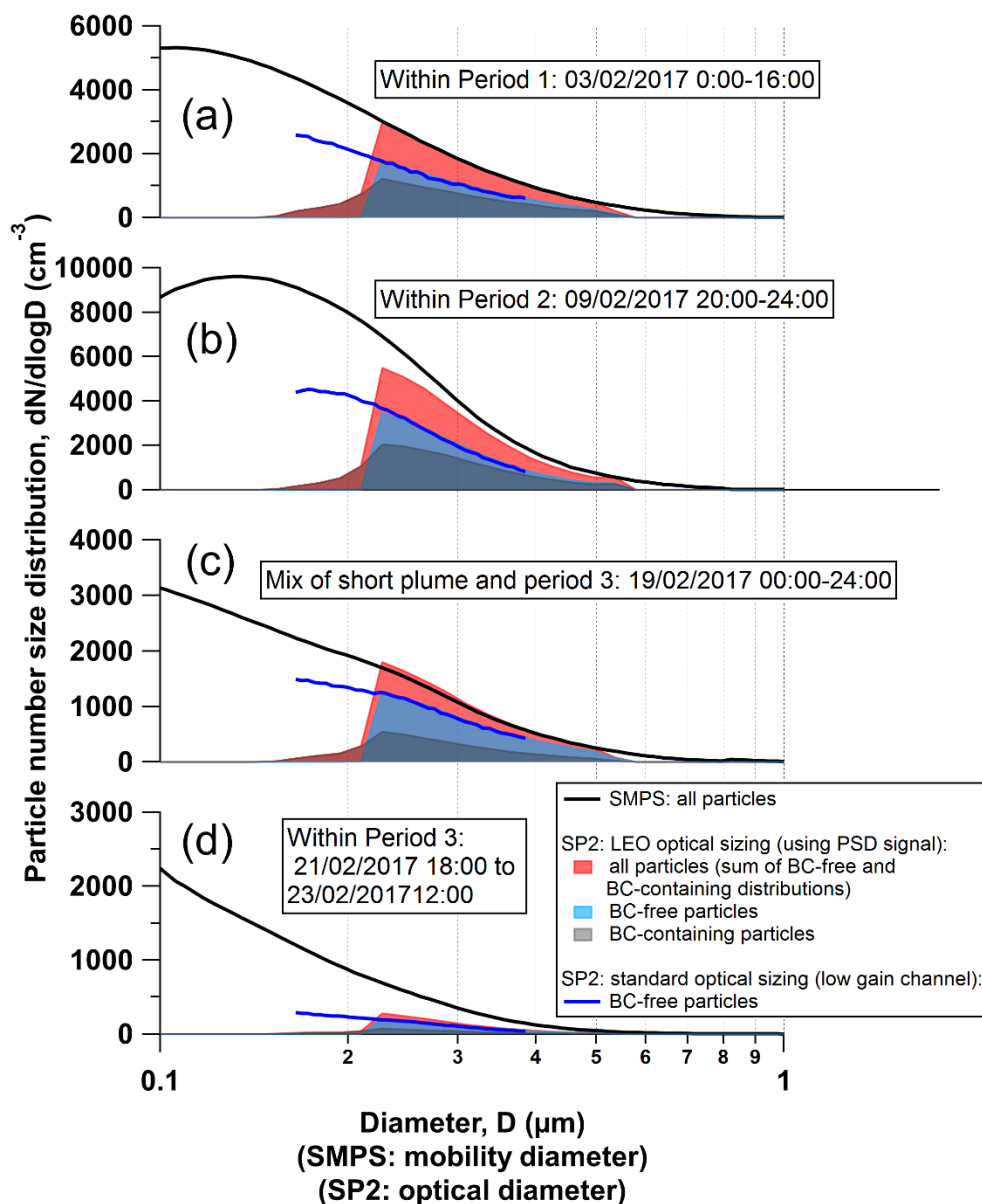 Particle number size distribution, dN/dlogD (cm⁻³)
6000
4000
2000
0
(a)
Within Period 1: 03/02/2017 0:00-16:00
10000
8000
6000
4000
2000
0
(b)
Within Period 2: 09/02/2017 20:00-24:00
4000
3000
2000
1000
0
(c)
Mix of short plume and period 3: 19/02/2017 00:00-24:00
3000
2000
1000
0
(d)
Within Period 3:
21/02/2017 18:00 to
23/02/201712:00
SMPS: all particles
SP2: LEO optical sizing (using PSD signal):
all particles (sum of BC-free and
BC-containing distributions)
BC-free particles
BC-containing particles
SP2: standard optical sizing (low gain channel):
BC-free particles
0.1
2
3
4
5
6
7
8
9
1
Diameter, D (µm)
(SMPS: mobility diameter)
(SP2: optical diameter)